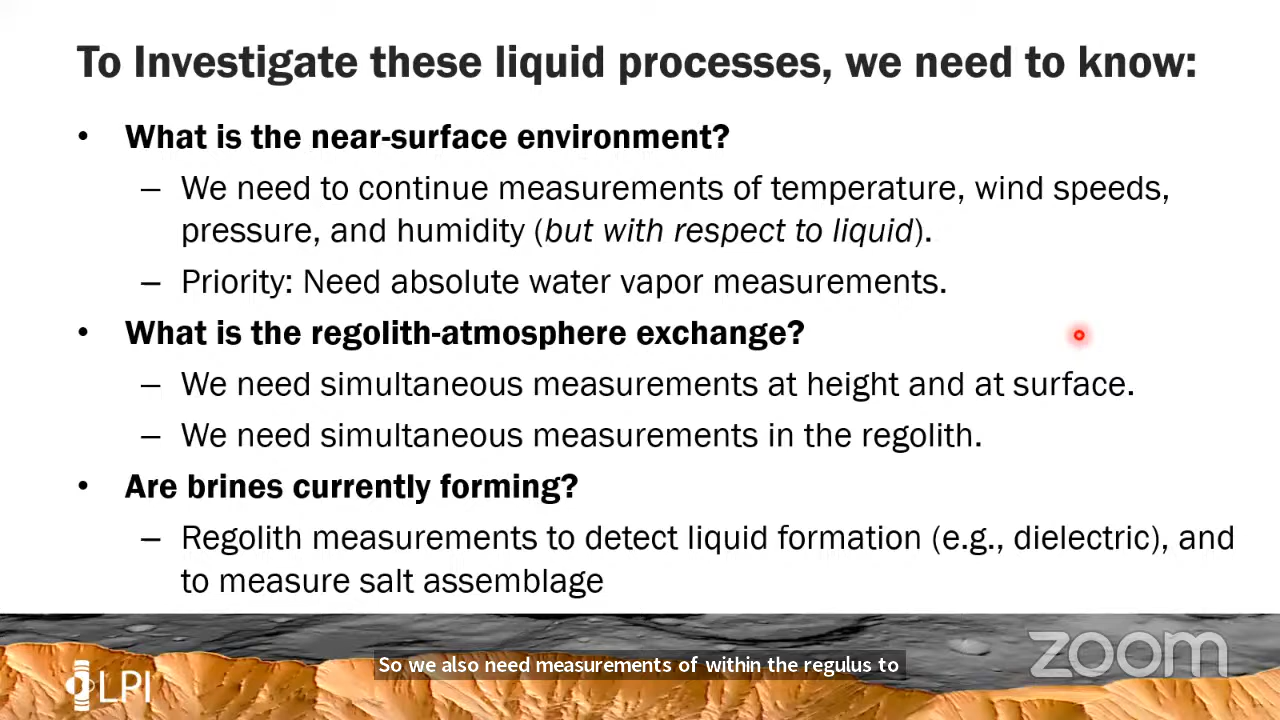 To Investigate these liquid processes, we need to know:
• What is the near-surface environment?
– We need to continue measurements of temperature, wind speeds,
pressure, and humidity (but with respect to liquid).
– Priority: Need absolute water vapor measurements.
• What is the regolith-atmosphere exchange?
– We need simultaneous measurements at height and at surface.
– We need simultaneous measurements in the regolith.
• Are brines currently forming?
– Regolith measurements to detect liquid formation (e.g., dielectric), and
to measure salt assemblage
So we also need measurements of within the regulus to
LPI
zoom